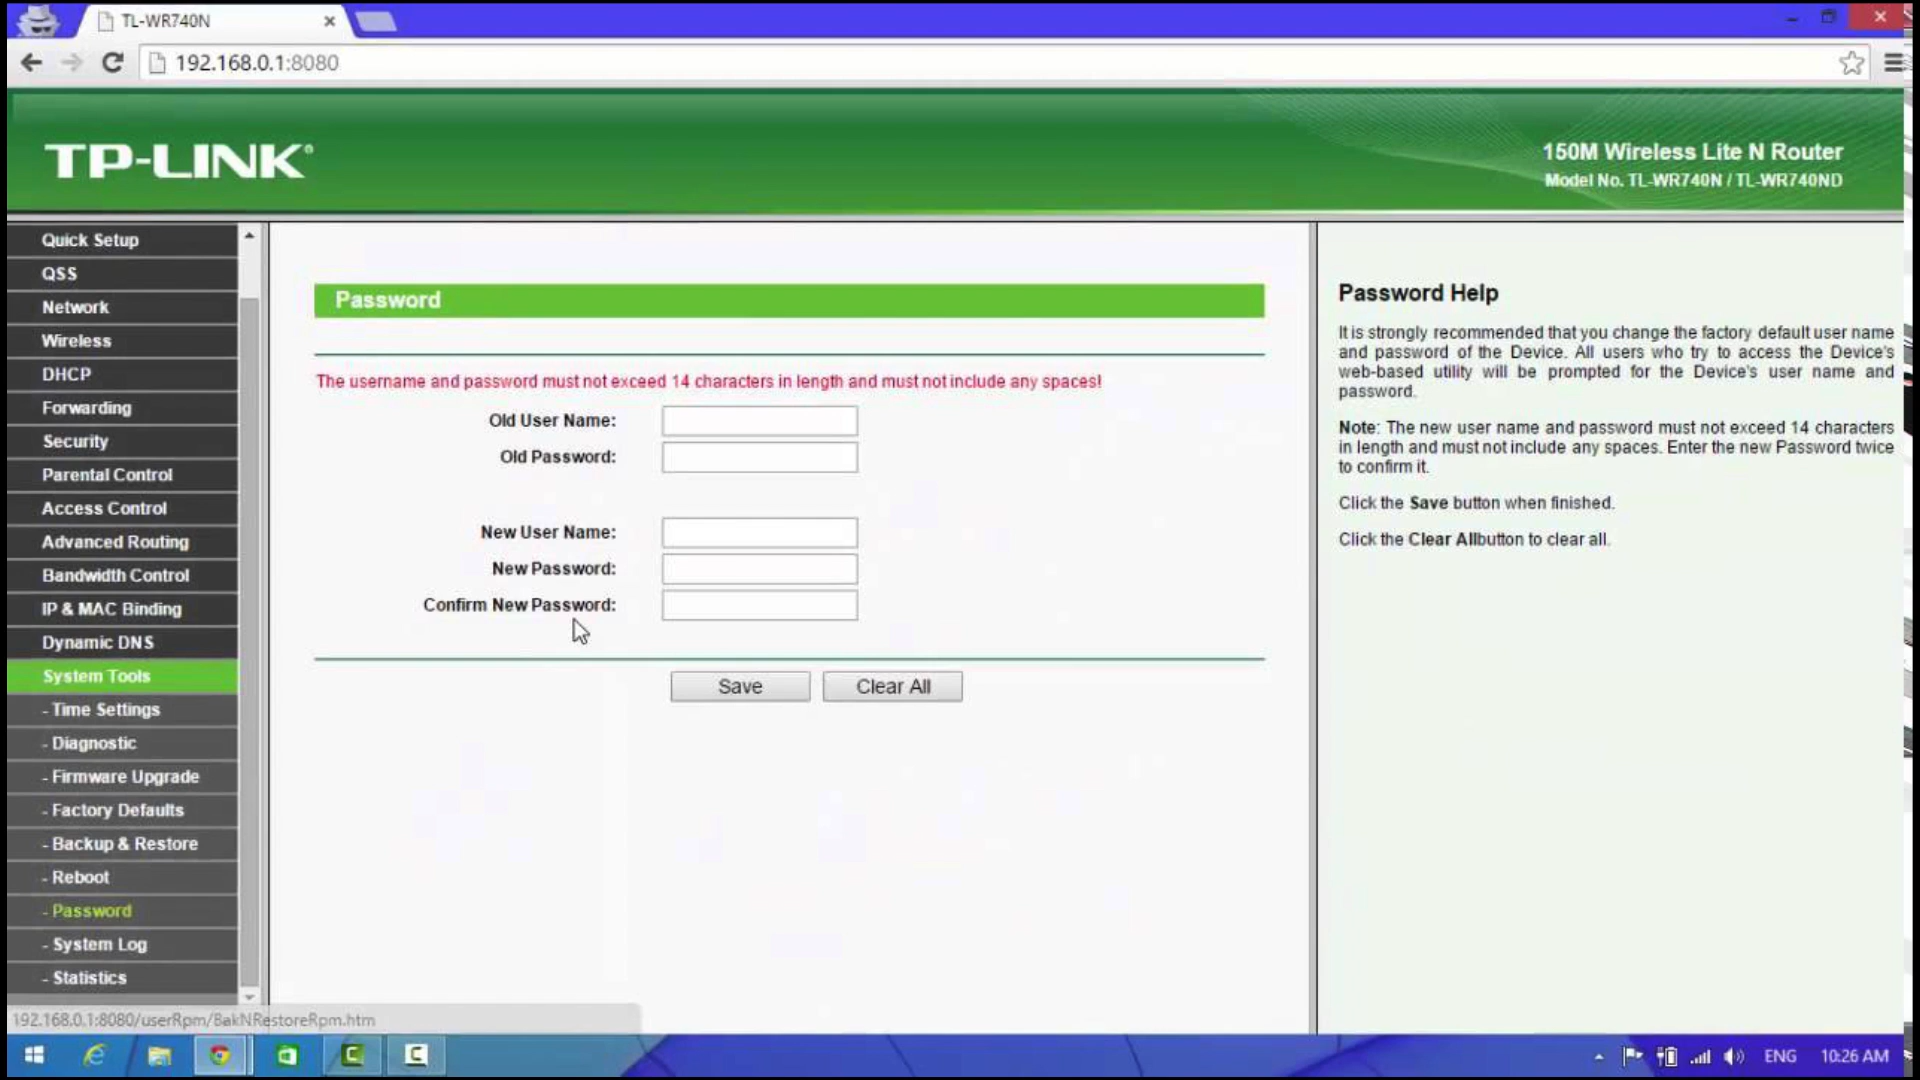 TL-WR740N
192.168.0.1:8080
TP-LINK®
150M Wireless Lite N Router
Model No. TL-WR740N / TL-WR740ND
Quick Setup
QSS
Network
Wireless
DHCP
Forwarding
Security
Parental Control
Access Control
Advanced Routing
Bandwidth Control
IP & MAC Binding
Dynamic DNS
System Tools
- Time Settings
- Diagnostic
- Firmware Upgrade
- Factory Defaults
- Backup & Restore
- Reboot
- Password
- System Log
- Statistics
Password
The username and password must not exceed 14 characters in length and must not include any spaces!
Old User Name:
Old Password:
New User Name:
New Password:
Confirm New Password:
Save
Clear All
Password Help
It is strongly recommended that you change the factory default user name
and password of the Device. All users who try to access the Device's
web-based utility will be prompted for the Device's user name and
password.
Note: The new user name and password must not exceed 14 characters
in length and must not include any spaces. Enter the new Password twice
to confirm it.
Click the Save button when finished.
Click the Clear Allbutton to clear all.
192.168.0.1:8080/userRpm/BakNRestoreRpm.htm
ENG
10:26 AM